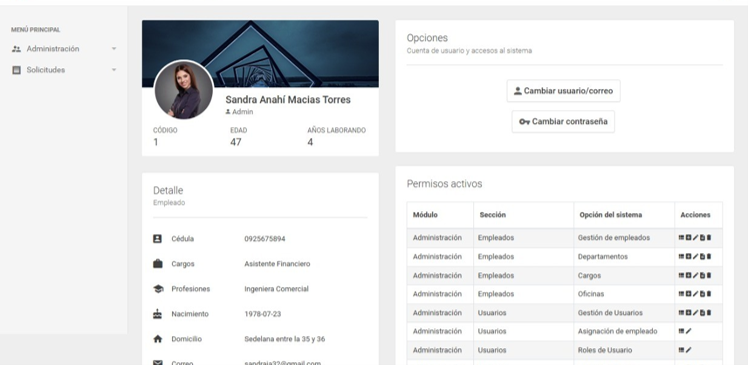 MENÚ PRINCIPAL
Administración
Solicitudes
Sandra Anahí Macias Torres
Admin
CÓDIGO EDAD AÑOS LABORANDO
1 47 4
Detalle
Empleado
Cédula 0925675894
Cargos Asistente Financiero
Profesiones Ingeniera Comercial
Nacimiento 1978-07-23
Domicilio Sedelana entre la 35 y 36
Correo sandraia32@gmail.com
Opciones
Cuenta de usuario y accesos al sistema
Cambiar usuario/correo
Cambiar contraseña
Permisos activos
Módulo Sección Opción del sistema Acciones
Administración Empleados Gestión de empleados
Administración Empleados Departamentos
Administración Empleados Cargos
Administración Empleados Oficinas
Administración Usuarios Gestión de Usuarios
Administración Usuarios Asignación de empleado
Administración Usuarios Roles de Usuario